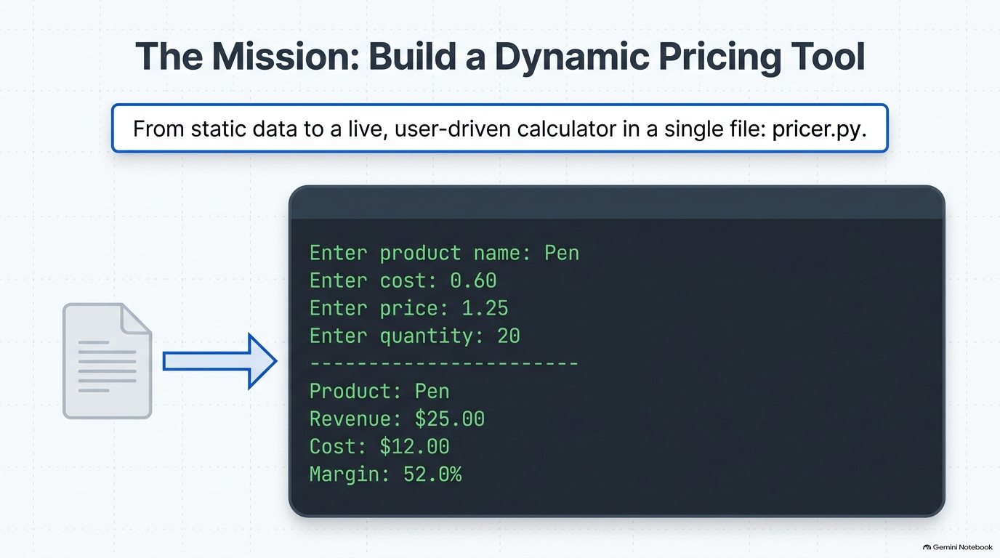 The Mission: Build a Dynamic Pricing Tool
From static data to a live, user-driven calculator in a single file: pricer.py.
Enter product name: Pen
Enter cost: 0.60
Enter price: 1.25
Enter quantity: 20
-----------------------
Product: Pen
Revenue: $25.00
Cost: $12.00
Margin: 52.0%
Gemini Notebook